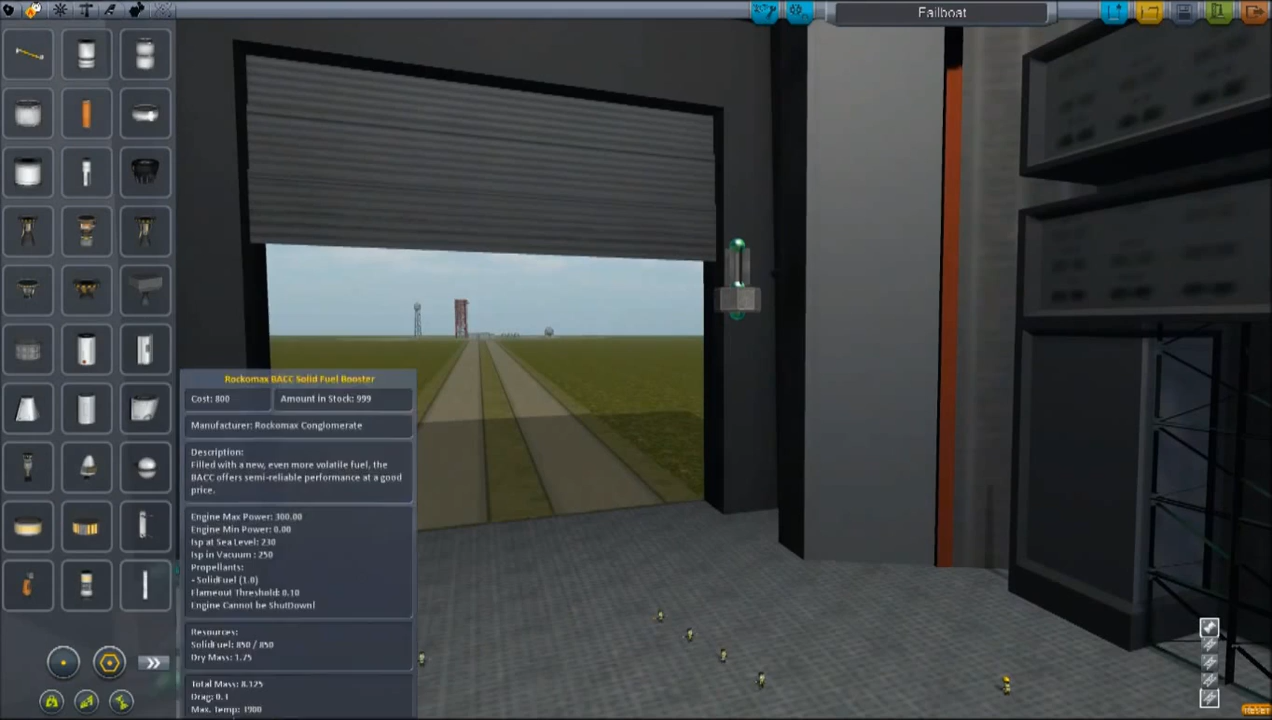 Failboat
Rockomax BACC Solid Fuel Booster
Cost: 800
Amount in Stock: 999
Manufacturer: Rockomax Conglomerate
Description:
Filled with a new, even more volatile fuel, the
BACC offers semi-reliable performance at a good
price.
Engine Max Power: 300.00
Engine Min Power: 0.00
Isp at Sea Level: 230
Isp in Vacuum : 250
Propellants:
- SolidFuel (1.0)
Flameout Threshold: 0.10
Engine Cannot be ShutDown!
Resources:
SolidFuel: 850 / 850
Dry Mass: 1.75
Total Mass: 8.125
Drag: 0.1
Max. Temp: 1900